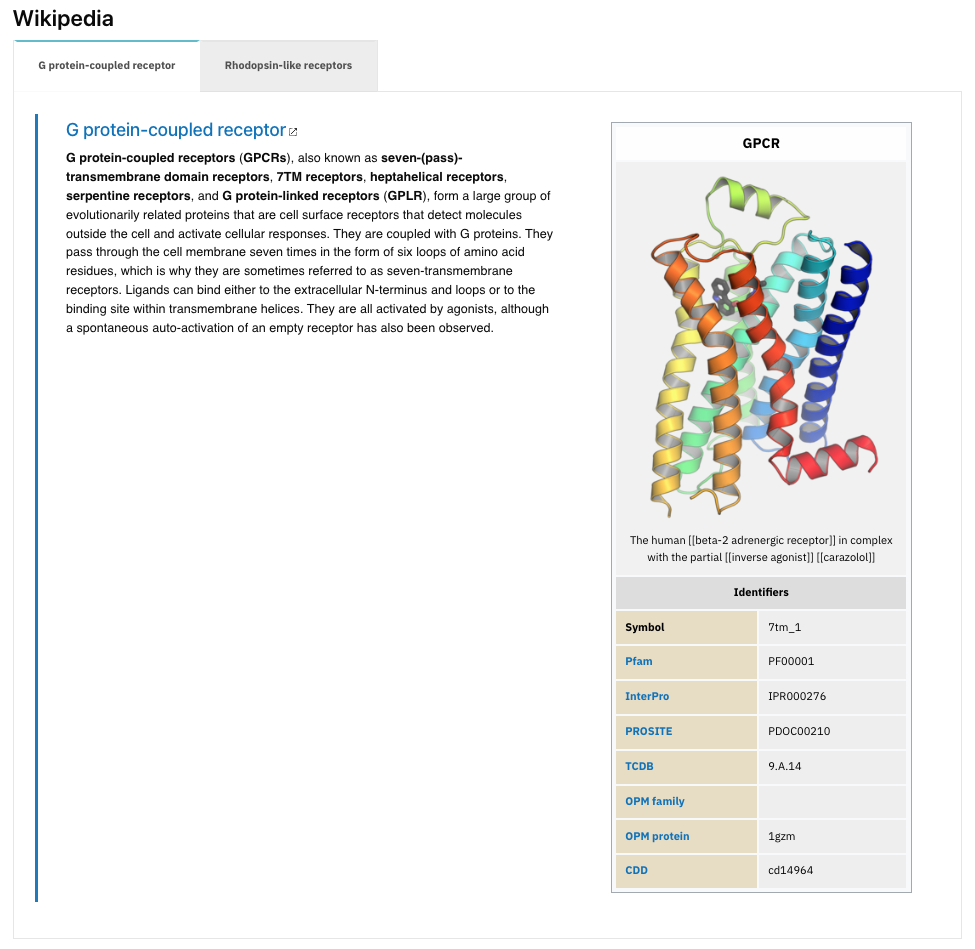 Wikipedia
G protein-coupled receptor
Rhodopsin-like receptors
G protein-coupled receptor
G protein-coupled receptors (GPCRs), also known as seven-(pass)-
transmembrane domain receptors, 7TM receptors, heptahelical receptors,
serpentine receptors, and G protein-linked receptors (GPLR), form a large group of
evolutionarily related proteins that are cell surface receptors that detect molecules
outside the cell and activate cellular responses. They are coupled with G proteins. They
pass through the cell membrane seven times in the form of six loops of amino acid
residues, which is why they are sometimes referred to as seven-transmembrane
receptors. Ligands can bind either to the extracellular N-terminus and loops or to the
binding site within transmembrane helices. They are all activated by agonists, although
a spontaneous auto-activation of an empty receptor has also been observed.
GPCR
The human [[beta-2 adrenergic receptor]] in complex
with the partial [[inverse agonist]] [[carazolol]]
Identifiers
Symbol 7tm_1
Pfam PF00001
InterPro IPR000276
PROSITE PDOC00210
TCDB 9.A.14
OPM family
OPM protein 1gzm
CDD cd14964